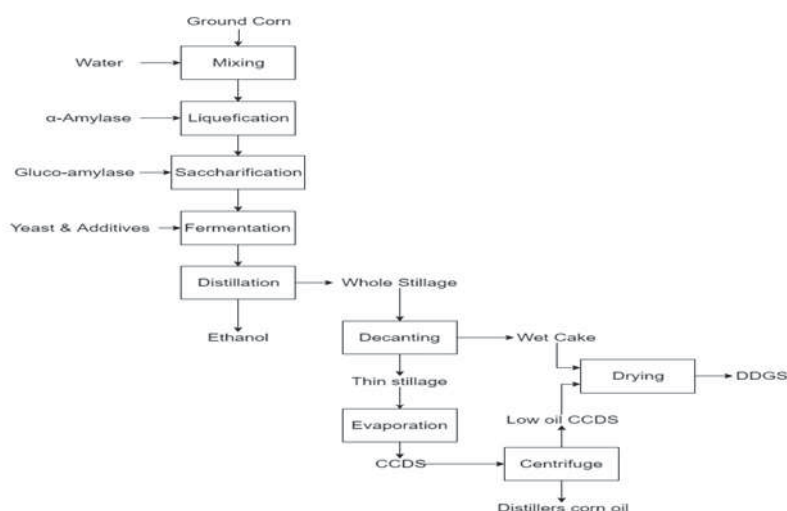 Ground Corn
Water
Mixing
α-Amylase
Liquefication
Gluco-amylase
Saccharification
Yeast & Additives
Fermentation
Distillation
Whole Stillage
Ethanol
Decanting
Wet Cake
Thin stillage
Drying
DDGS
Evaporation
Low oil CCDS
CCDS
Centrifuge
Distillers corn oil